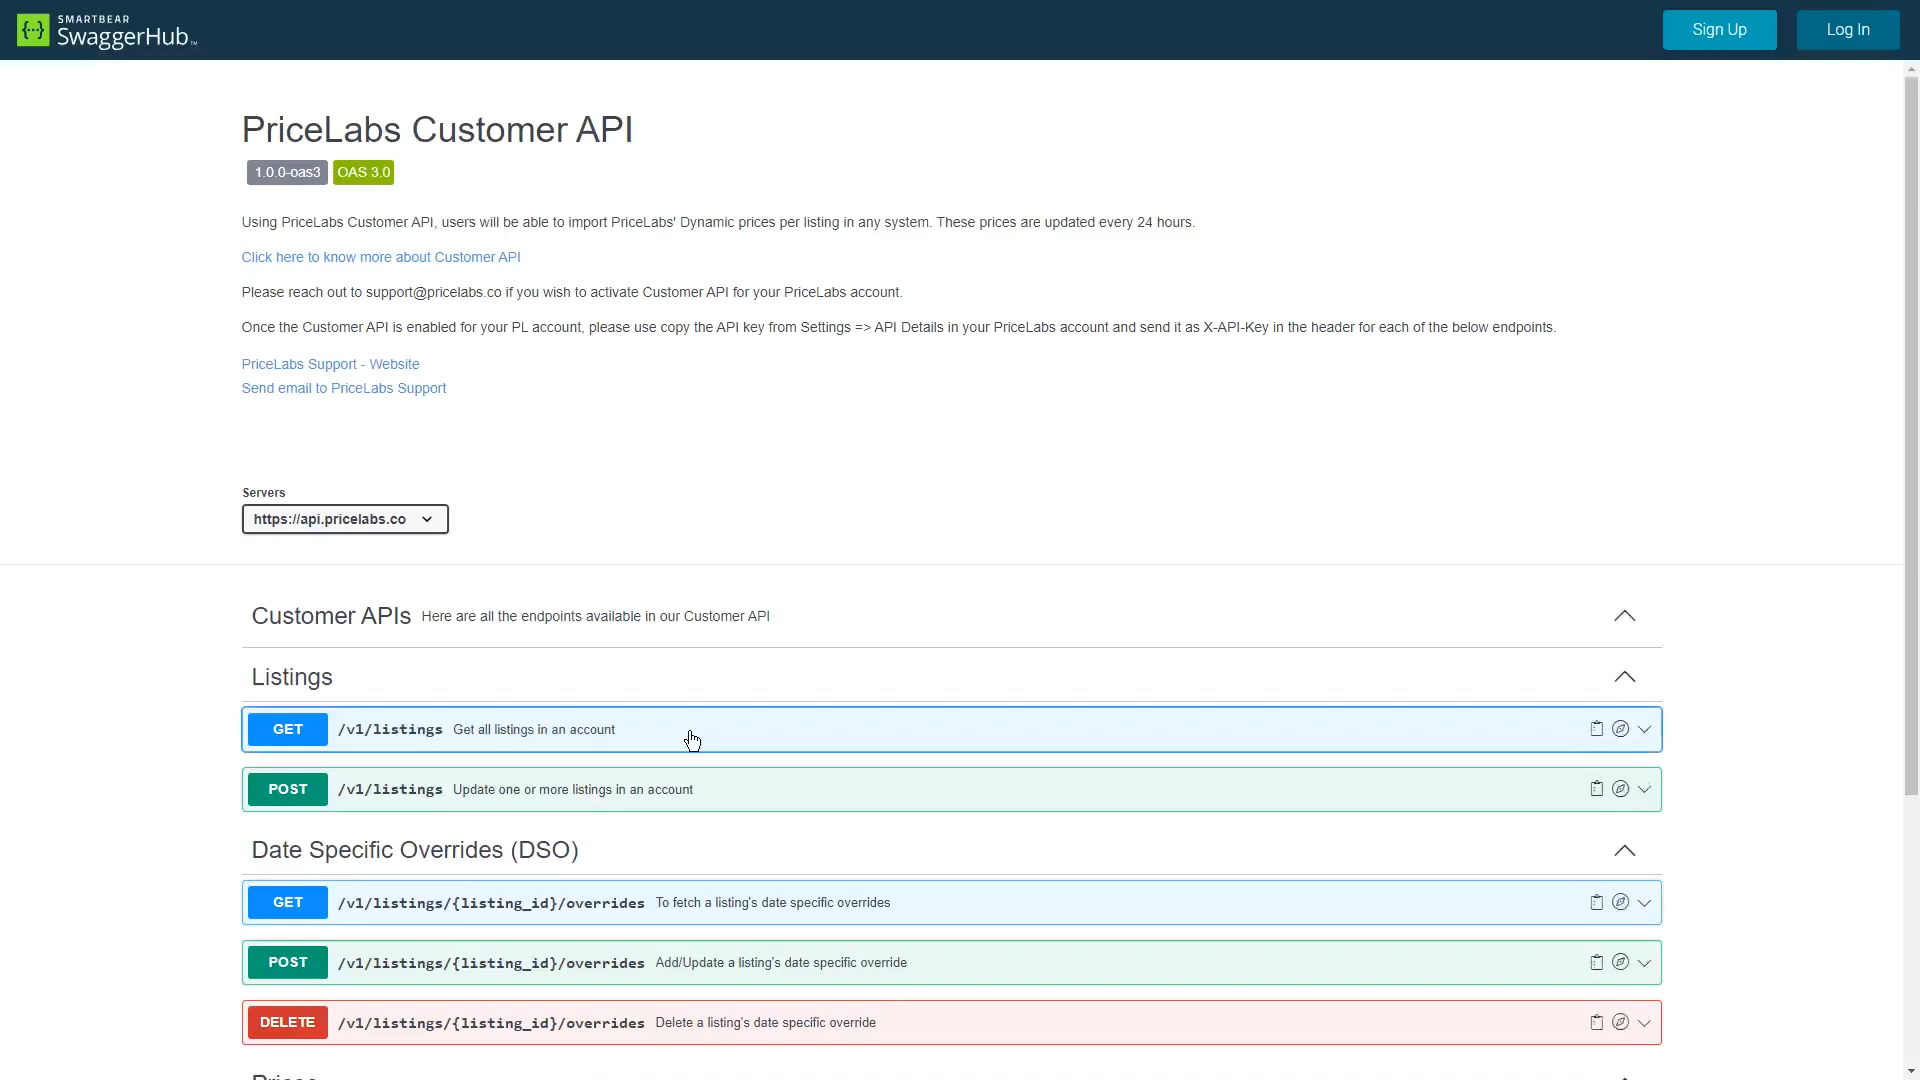 SMARTBEAR
SwaggerHub™
Sign Up
Log In
PriceLabs Customer API
1.0.0-oas3
OAS 3.0
Using PriceLabs Customer API, users will be able to import PriceLabs' Dynamic prices per listing in any system. These prices are updated every 24 hours.
Click here to know more about Customer API
Please reach out to support@pricelabs.co if you wish to activate Customer API for your PriceLabs account.
Once the Customer API is enabled for your PL account, please use copy the API key from Settings => API Details in your PriceLabs account and send it as X-API-Key in the header for each of the below endpoints.
PriceLabs Support - Website
Send email to PriceLabs Support
Servers
https://api.pricelabs.co
Customer APIs Here are all the endpoints available in our Customer API
Listings
GET /v1/listings Get all listings in an account
POST /v1/listings Update one or more listings in an account
Date Specific Overrides (DSO)
GET /v1/listings/{listing_id}/overrides To fetch a listing's date specific overrides
POST /v1/listings/{listing_id}/overrides Add/Update a listing's date specific override
DELETE /v1/listings/{listing_id}/overrides Delete a listing's date specific override
Prices